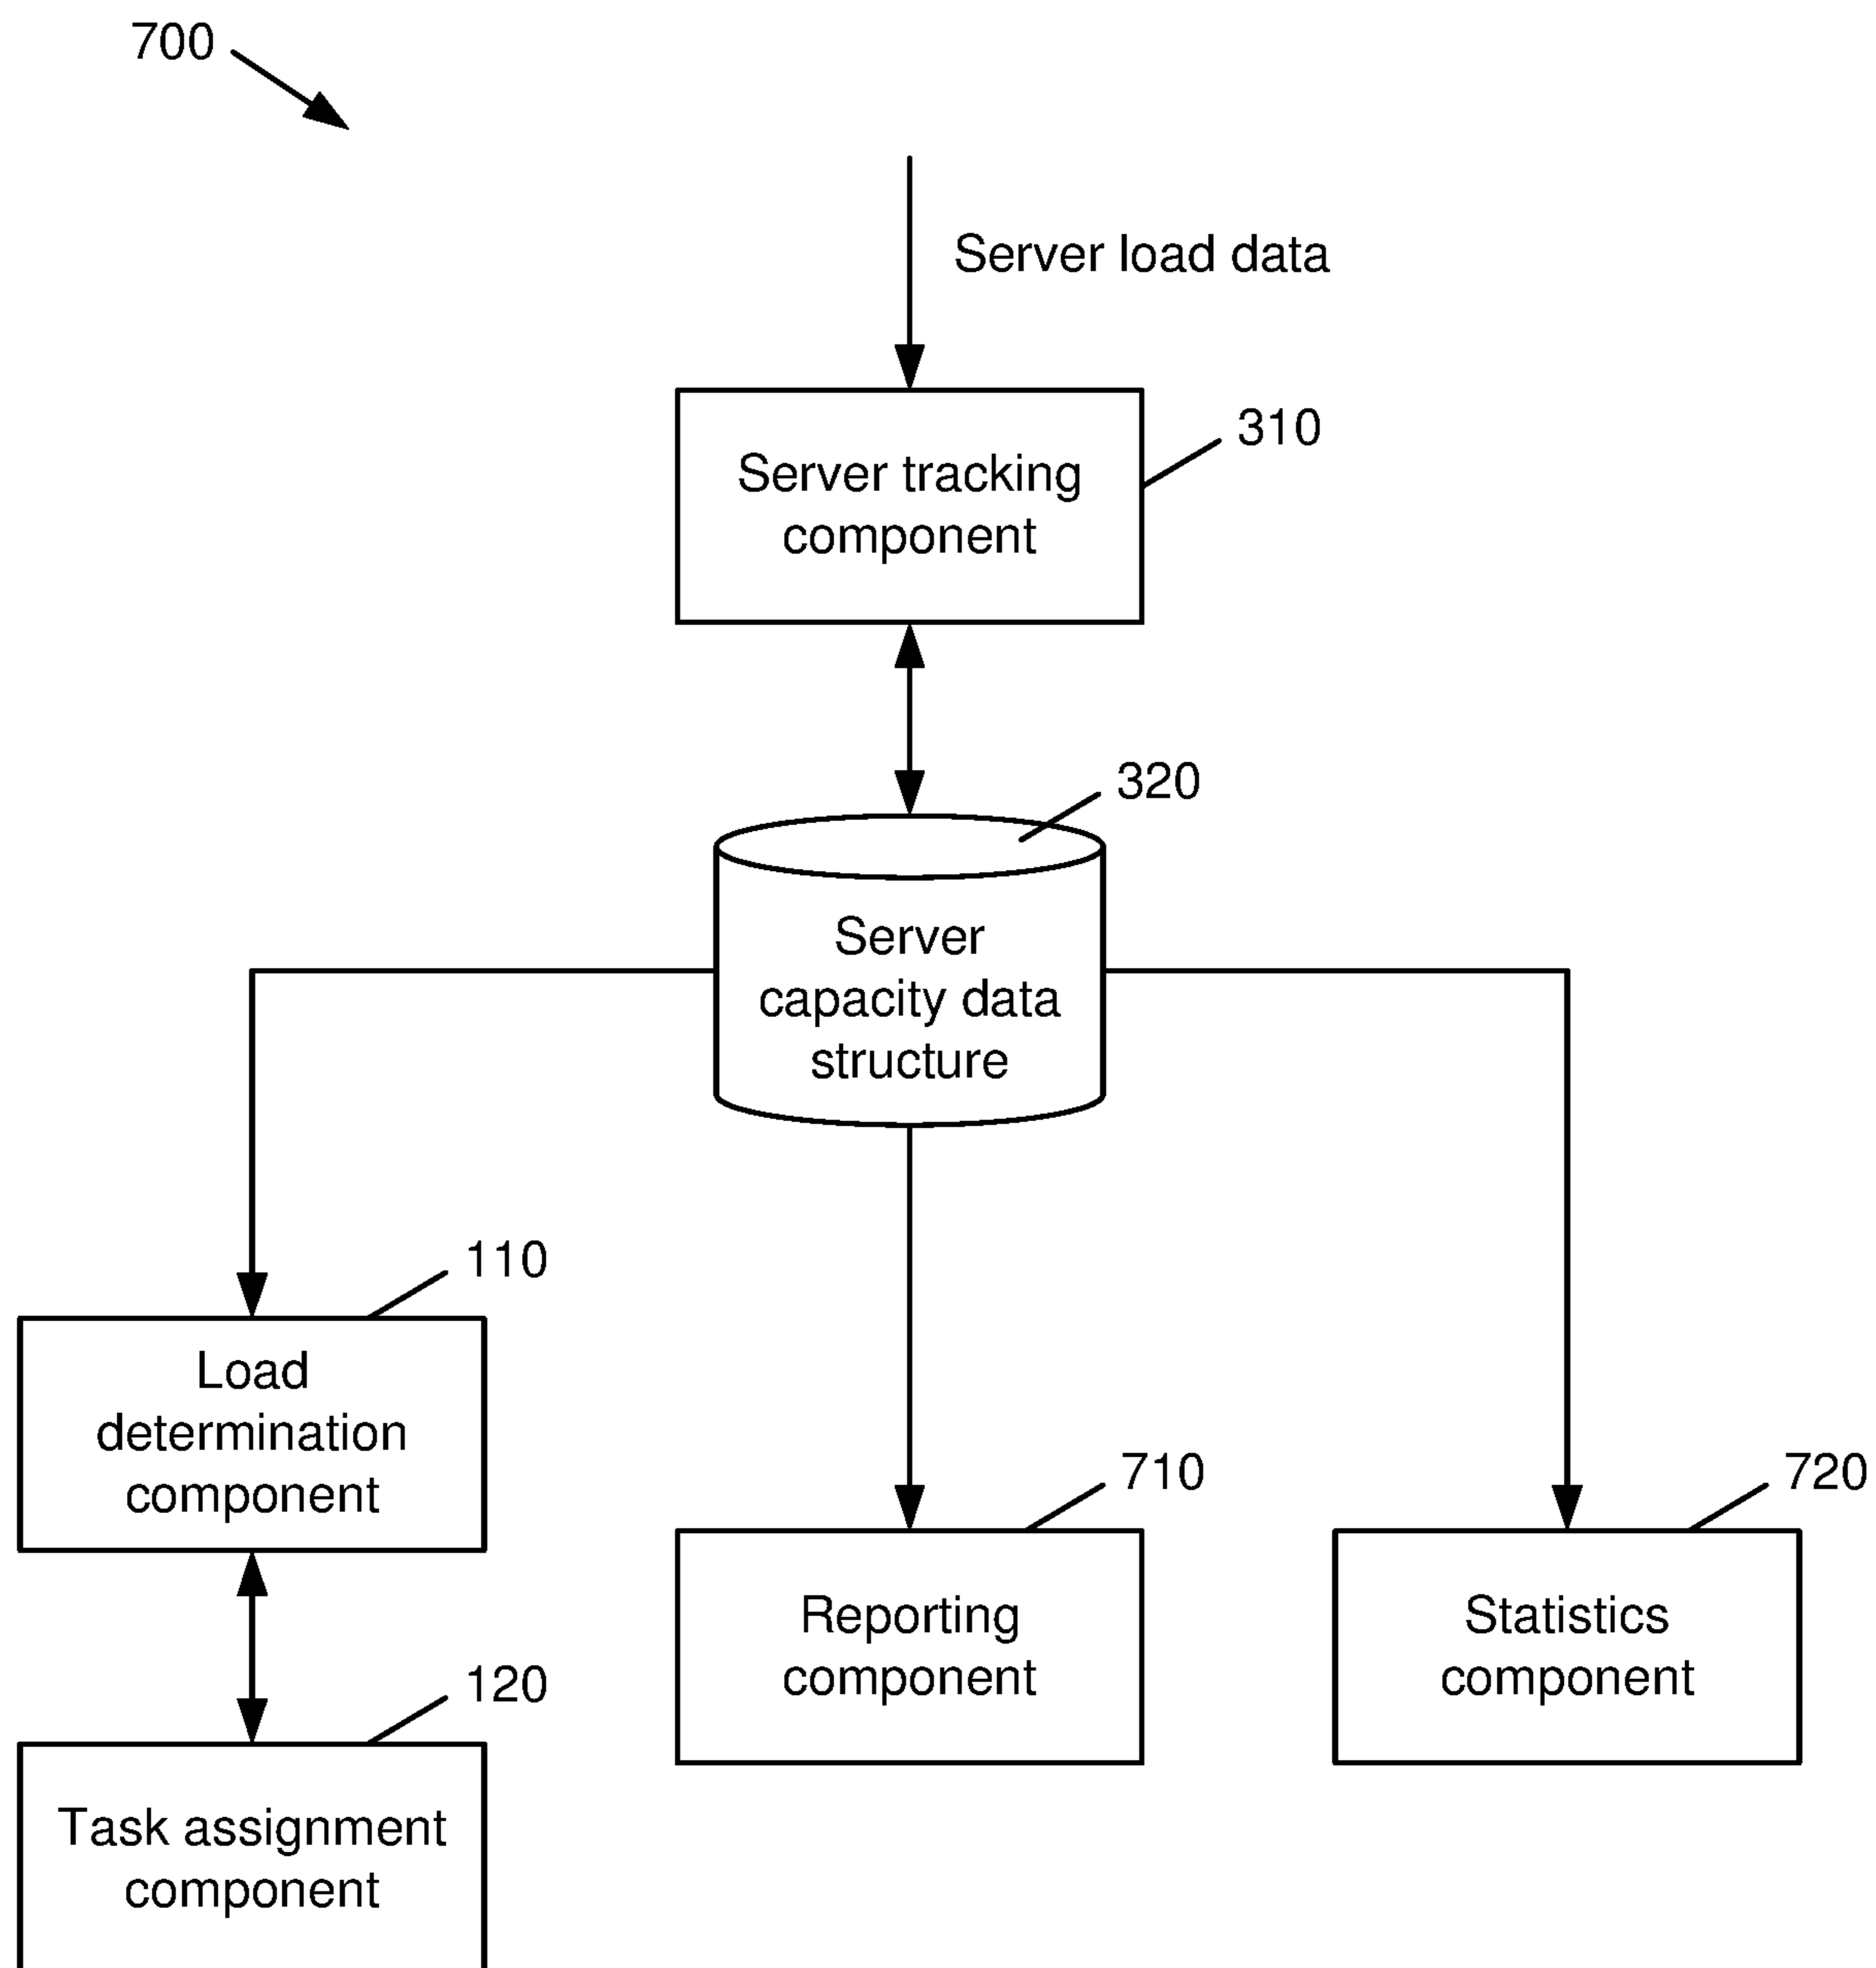 700
Server load data
310
Server tracking
component
320
Server
capacity data
structure
110
Load
determination
component
710
Reporting
component
720
Statistics
component
120
Task assignment
component